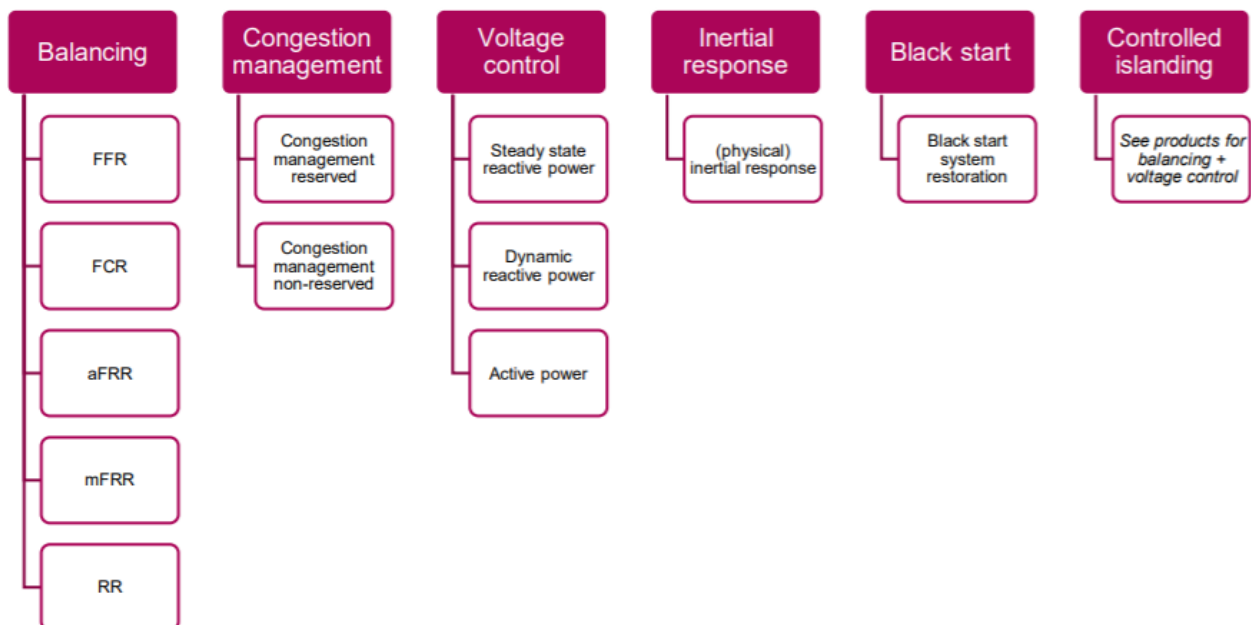 Balancing
FFR
FCR
aFRR
mFRR
RR
Congestion
management
Congestion
management
reserved
Congestion
management
non-reserved
Voltage
control
Steady state
reactive power
Dynamic
reactive power
Active power
Inertial
response
(physical)
inertial response
Black start
Black start
system
restoration
Controlled
islanding
See products for
balancing +
voltage control